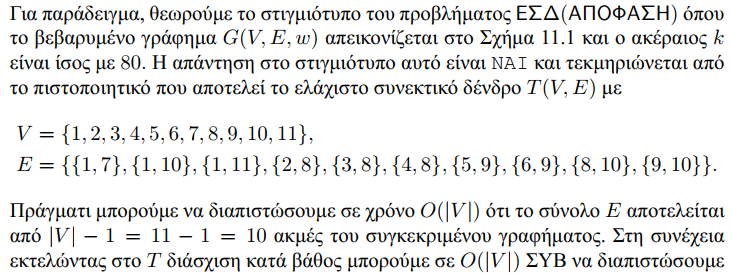 Για παράδειγμα, θεωρούμε το στιγμιότυπο του προβλήματος ΕΣΔ(ΑΠΟΦΑΣΗ) όπου
το βεβαρυμένο γράφημα G(V, E, w) απεικονίζεται στο Σχήμα 11.1 και ο ακέραιος k
είναι ίσος με 80. Η απάντηση στο στιγμιότυπο αυτό είναι ΝΑΙ και τεκμηριώνεται από
το πιστοποιητικό που αποτελεί το ελάχιστο συνεκτικό δένδρο T(V, E) με
V = {1, 2, 3, 4, 5, 6, 7, 8, 9, 10, 11},
E = {{1, 7}, {1, 10}, {1, 11}, {2, 8}, {3, 8}, {4, 8}, {5, 9}, {6, 9}, {8, 10}, {9, 10}}.
Πράγματι μπορούμε να διαπιστώσουμε σε χρόνο O(|V|) ότι το σύνολο E αποτελείται
από |V| − 1 = 11 − 1 = 10 ακμές του συγκεκριμένου γραφήματος. Στη συνέχεια
εκτελώντας στο T διάσχιση κατά βάθος μπορούμε σε O(|V|) ΣΥΒ να διαπιστώσουμε